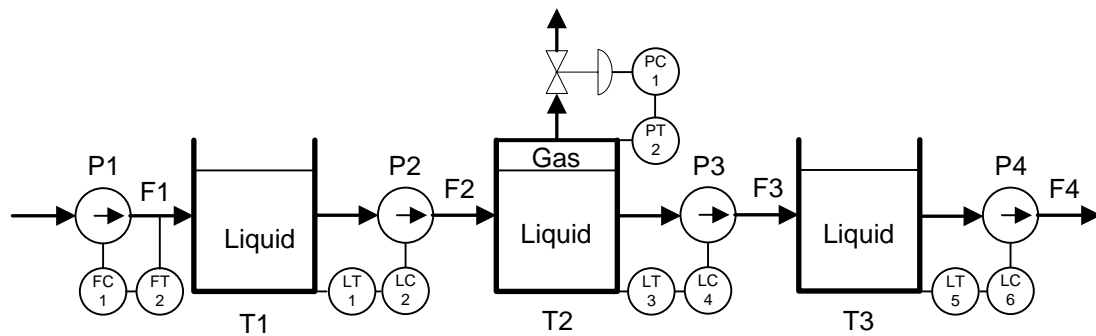 PC
1
PT
2
Gas
P1
F1
P2
F2
P3
F3
P4
F4
Liquid
Liquid
Liquid
FC
1
FT
2
LT
1
LC
2
LT
3
LC
4
LT
5
LC
6
T1
T2
T3